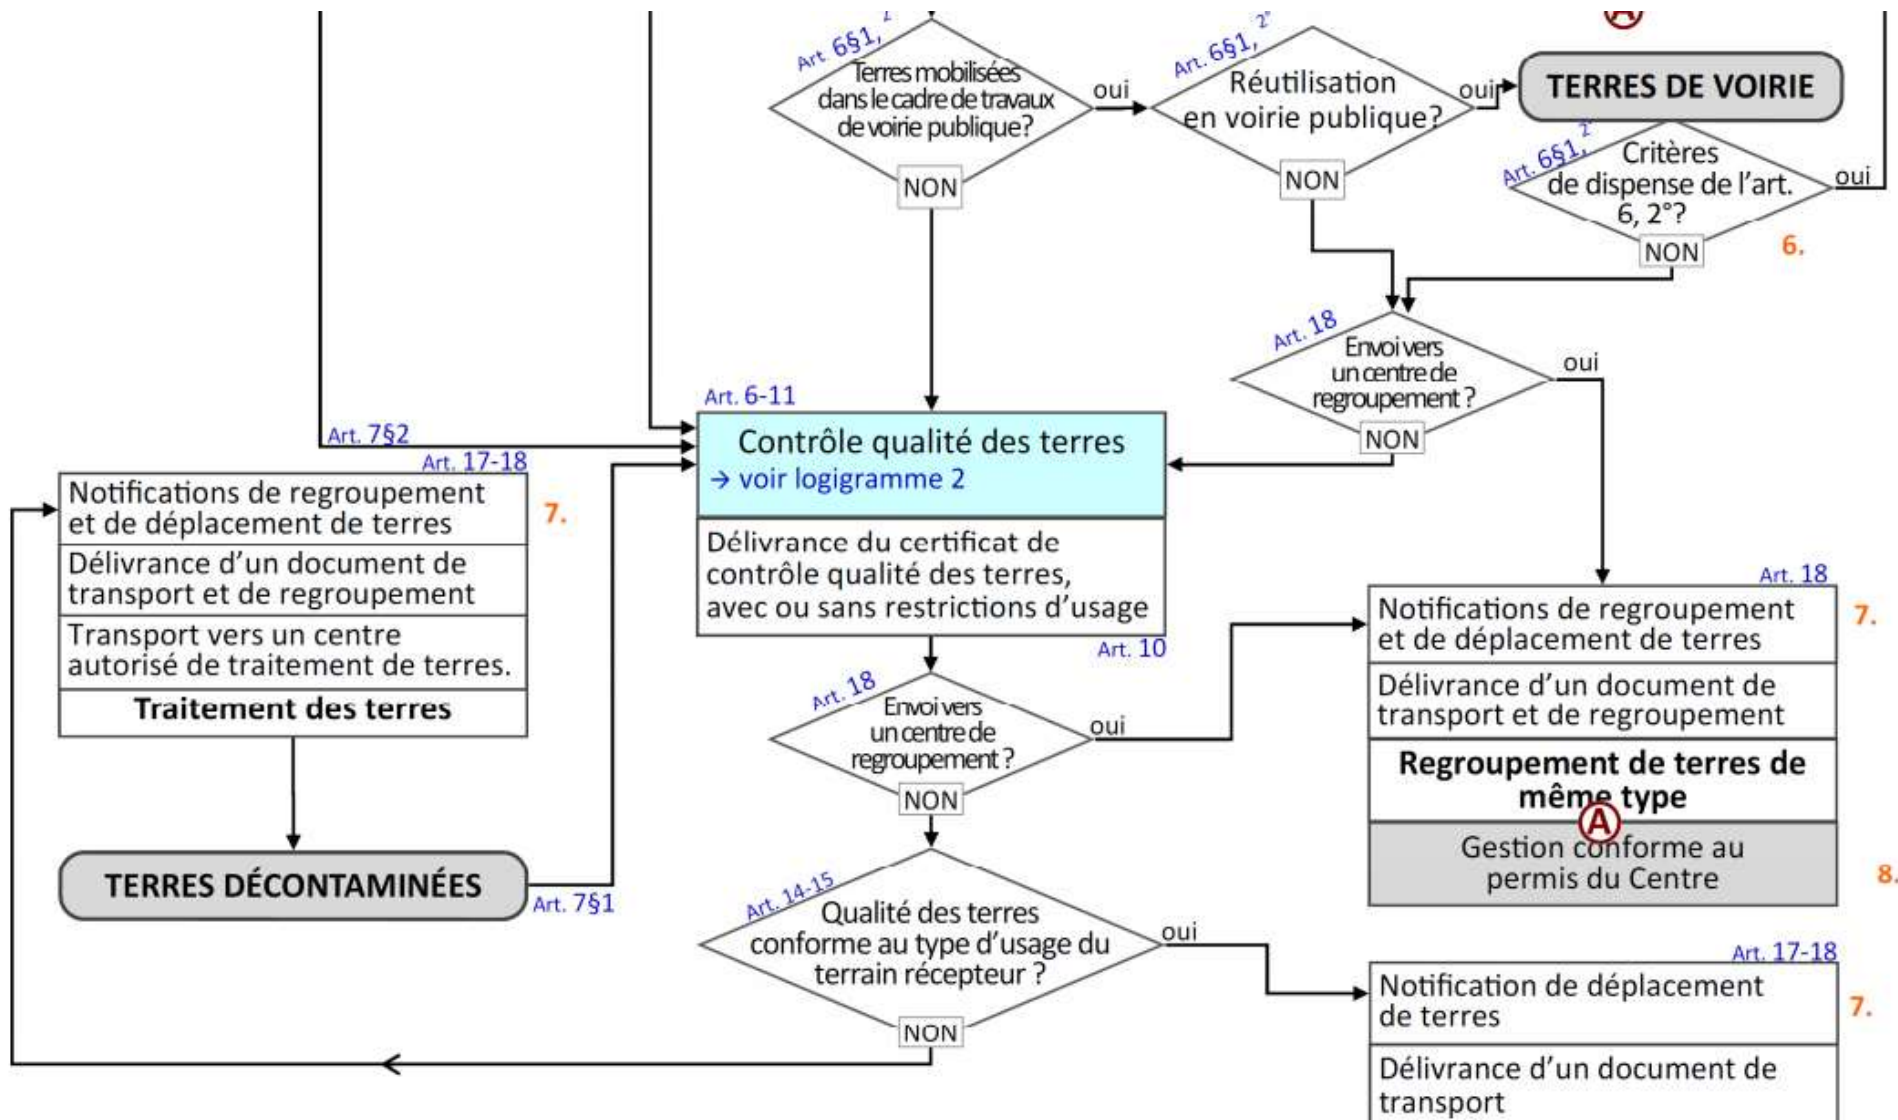 A
Art. 6§1, 2
Terres mobilisées
dans le cadre de travaux
de voirie publique?
oui
NON
Art. 6§1, 2°
Réutilisation
en voirie publique?
oui
NON
TERRES DE VOIRIE
Art. 6§1, 2°
Critères
de dispense de l’art.
6, 2°?
oui
NON
6.
Art. 18
Envoi vers
un centre de
regroupement ?
oui
NON
Art. 7§2
Art. 6-11
Contrôle qualité des terres
→ voir logigramme 2
Délivrance du certificat de
contrôle qualité des terres,
avec ou sans restrictions d’usage
Art. 10
Art. 17-18
Notifications de regroupement
et de déplacement de terres
7.
Délivrance d’un document de
transport et de regroupement
Transport vers un centre
autorisé de traitement de terres.
Traitement des terres
TERRES DÉCONTAMINÉES
Art. 7§1
Art. 18
Envoi vers
un centre de
regroupement ?
oui
NON
Art. 18
Notifications de regroupement
et de déplacement de terres
7.
Délivrance d’un document de
transport et de regroupement
Regroupement de terres de
même type
A
Gestion conforme au
permis du Centre
8.
Art. 14-15
Qualité des terres
conforme au type d’usage du
terrain récepteur ?
oui
NON
Art. 17-18
Notification de déplacement
de terres
7.
Délivrance d’un document de
transport